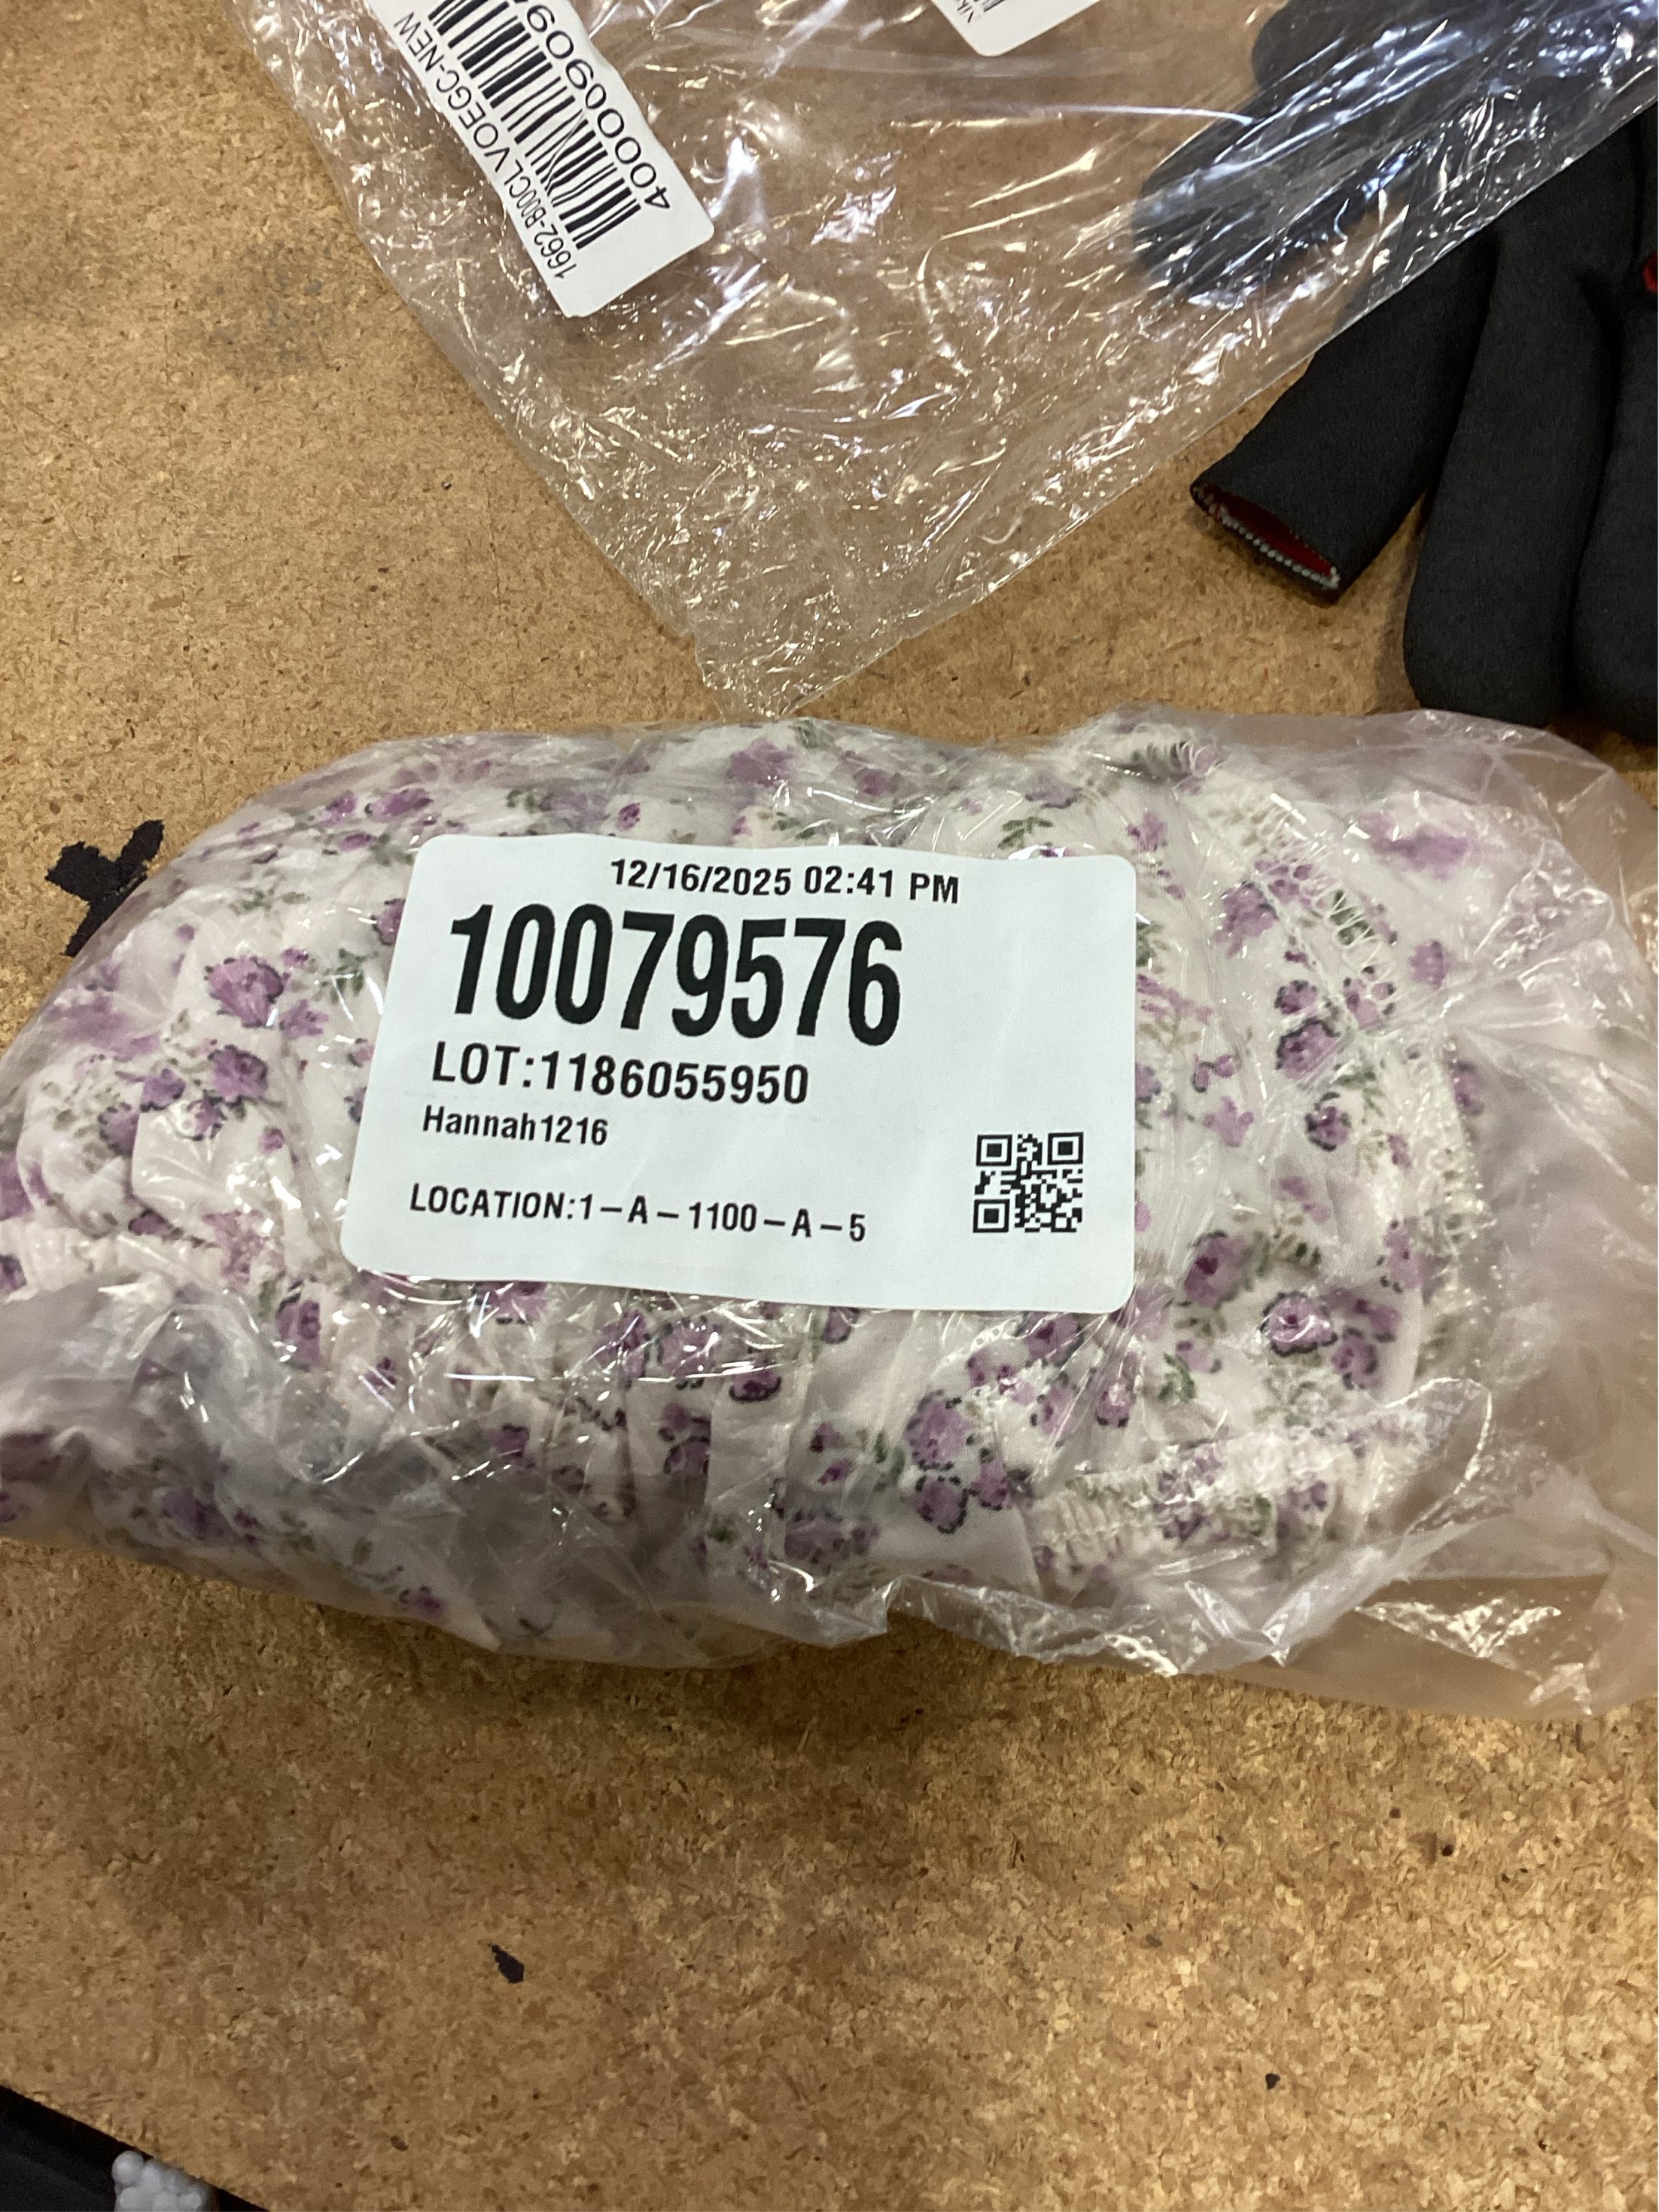 1662-B00CLVOEGC-NEW
12/16/2025 02:41 PM
10079576
LOT:1186055950
Hannah1216
LOCATION:1-A-1100-A-5